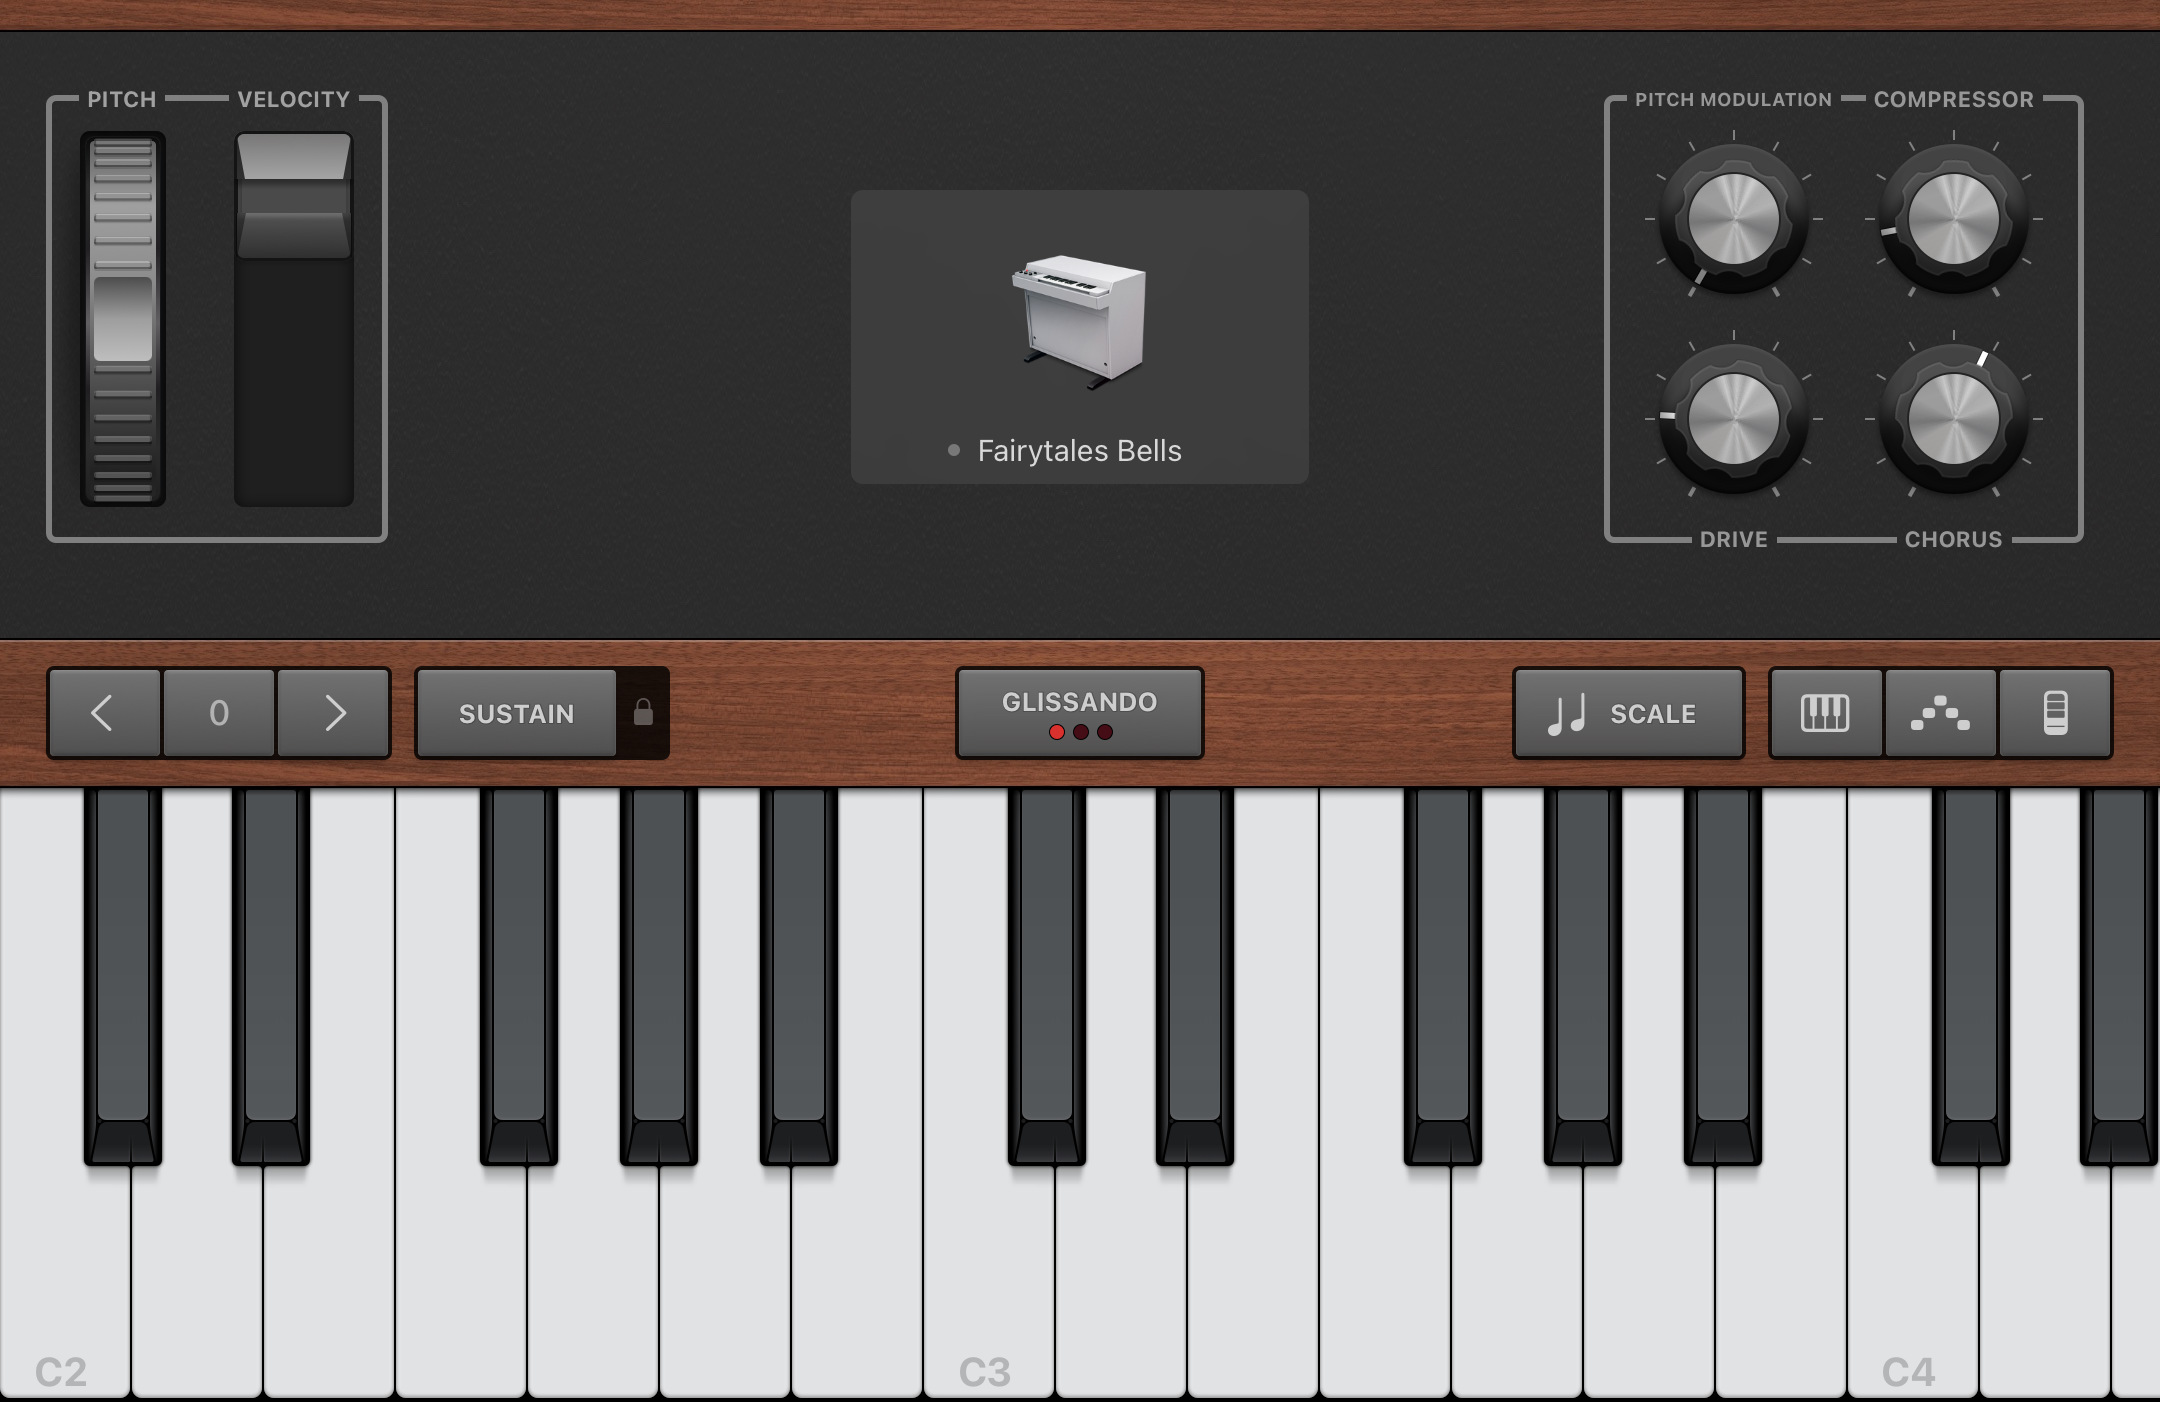 PITCH VELOCITY
PITCH MODULATION COMPRESSOR
Fairytales Bells
DRIVE CHORUS
0
SUSTAIN
GLISSANDO
SCALE
C2 C3 C4